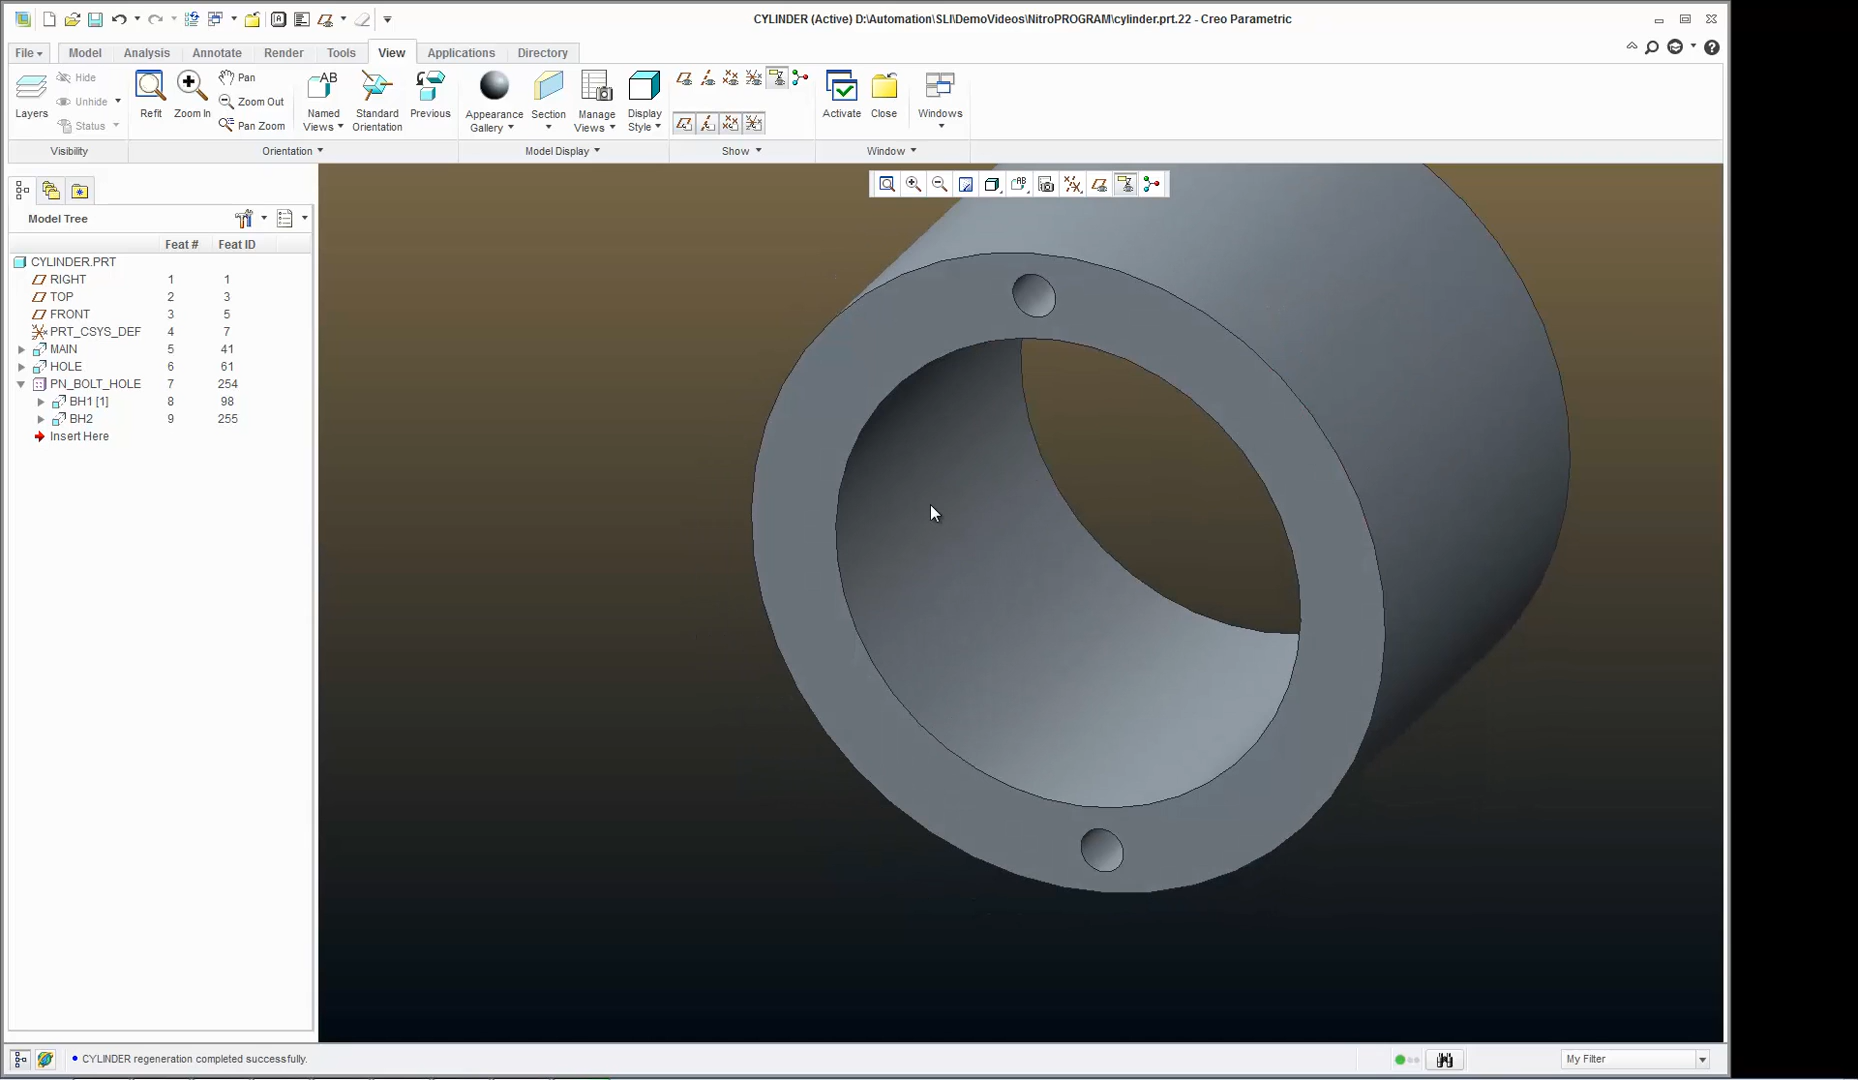 CYLINDER (Active) D:\Automation\SLI\DemoVideos\NitroPROGRAM\cylinder.prt.22 - Creo Parametric
File Model Analysis Annotate Render Tools View Applications Directory
Layers
Hide
Unhide
Status
Refit
Zoom In
Pan
Zoom Out
Pan Zoom
Named Views
Standard Orientation
Previous
Appearance Gallery
Section
Manage Views
Display Style
Activate
Close
Windows
Visibility Orientation Model Display Show Window
Model Tree
Feat # Feat ID
CYLINDER.PRT
RIGHT 1 1
TOP 2 3
FRONT 3 5
PRT_CSYS_DEF 4 7
MAIN 5 41
HOLE 6 61
PN_BOLT_HOLE 7 254
BH1 [1] 8 98
BH2 9 255
Insert Here
CYLINDER regeneration completed successfully.
My Filter